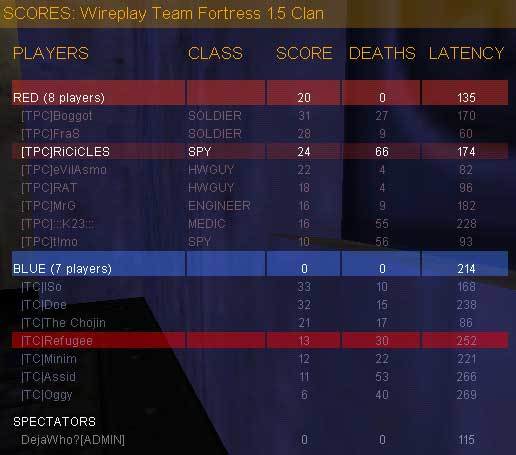 SCORES: Wireplay Team Fortress 1.5 Clan
PLAYERS CLASS SCORE DEATHS LATENCY
RED (8 players) 20 0 135
[TPC]Boggot SOLDIER 31 27 170
[TPC]FraS SOLDIER 28 9 60
[TPC]RiCiCLES SPY 24 66 174
[TPC]eVilAsmo HWGUY 22 4 82
[TPC]RAT HWGUY 18 4 96
[TPC]MrG ENGINEER 16 9 182
[TPC]:::K23::: MEDIC 16 55 228
[TPC]t!mo SPY 10 56 93
BLUE (7 players) 0 0 214
|TC|ISo 33 10 168
|TC|Doe 32 15 238
|TC|The Chojin 21 17 86
|TC|Refugee 13 30 252
|TC|Minim 12 22 221
|TC|Assid 11 53 266
|TC|Oggy 6 40 269
SPECTATORS
DejaWho?[ADMIN] 0 0 115